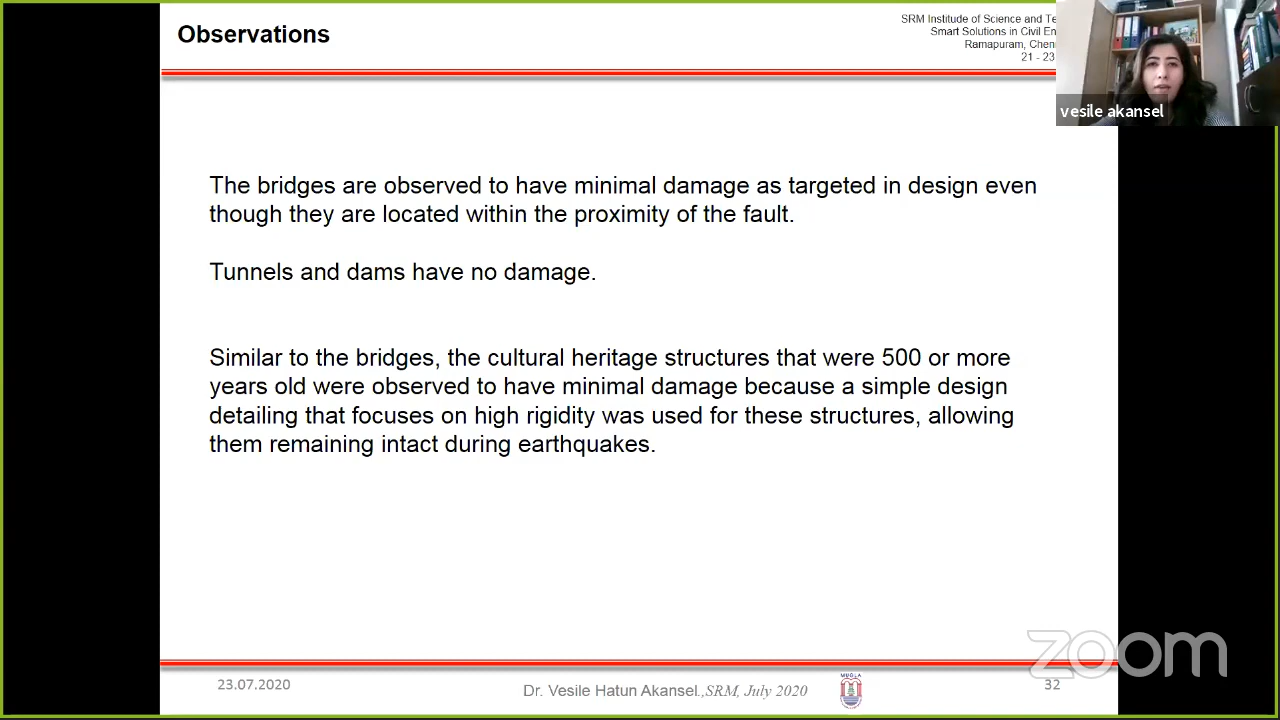 Observations
SRM Institude of Science and Te
Smart Solutions in Civil En
Ramapuram, Chenn
21 - 23
vesile akansel
The bridges are observed to have minimal damage as targeted in design even
though they are located within the proximity of the fault.
Tunnels and dams have no damage.
Similar to the bridges, the cultural heritage structures that were 500 or more
years old were observed to have minimal damage because a simple design
detailing that focuses on high rigidity was used for these structures, allowing
them remaining intact during earthquakes.
zoom
23.07.2020
Dr. Vesile Hatun Akansel.,SRM, July 2020
MUĞLA
32